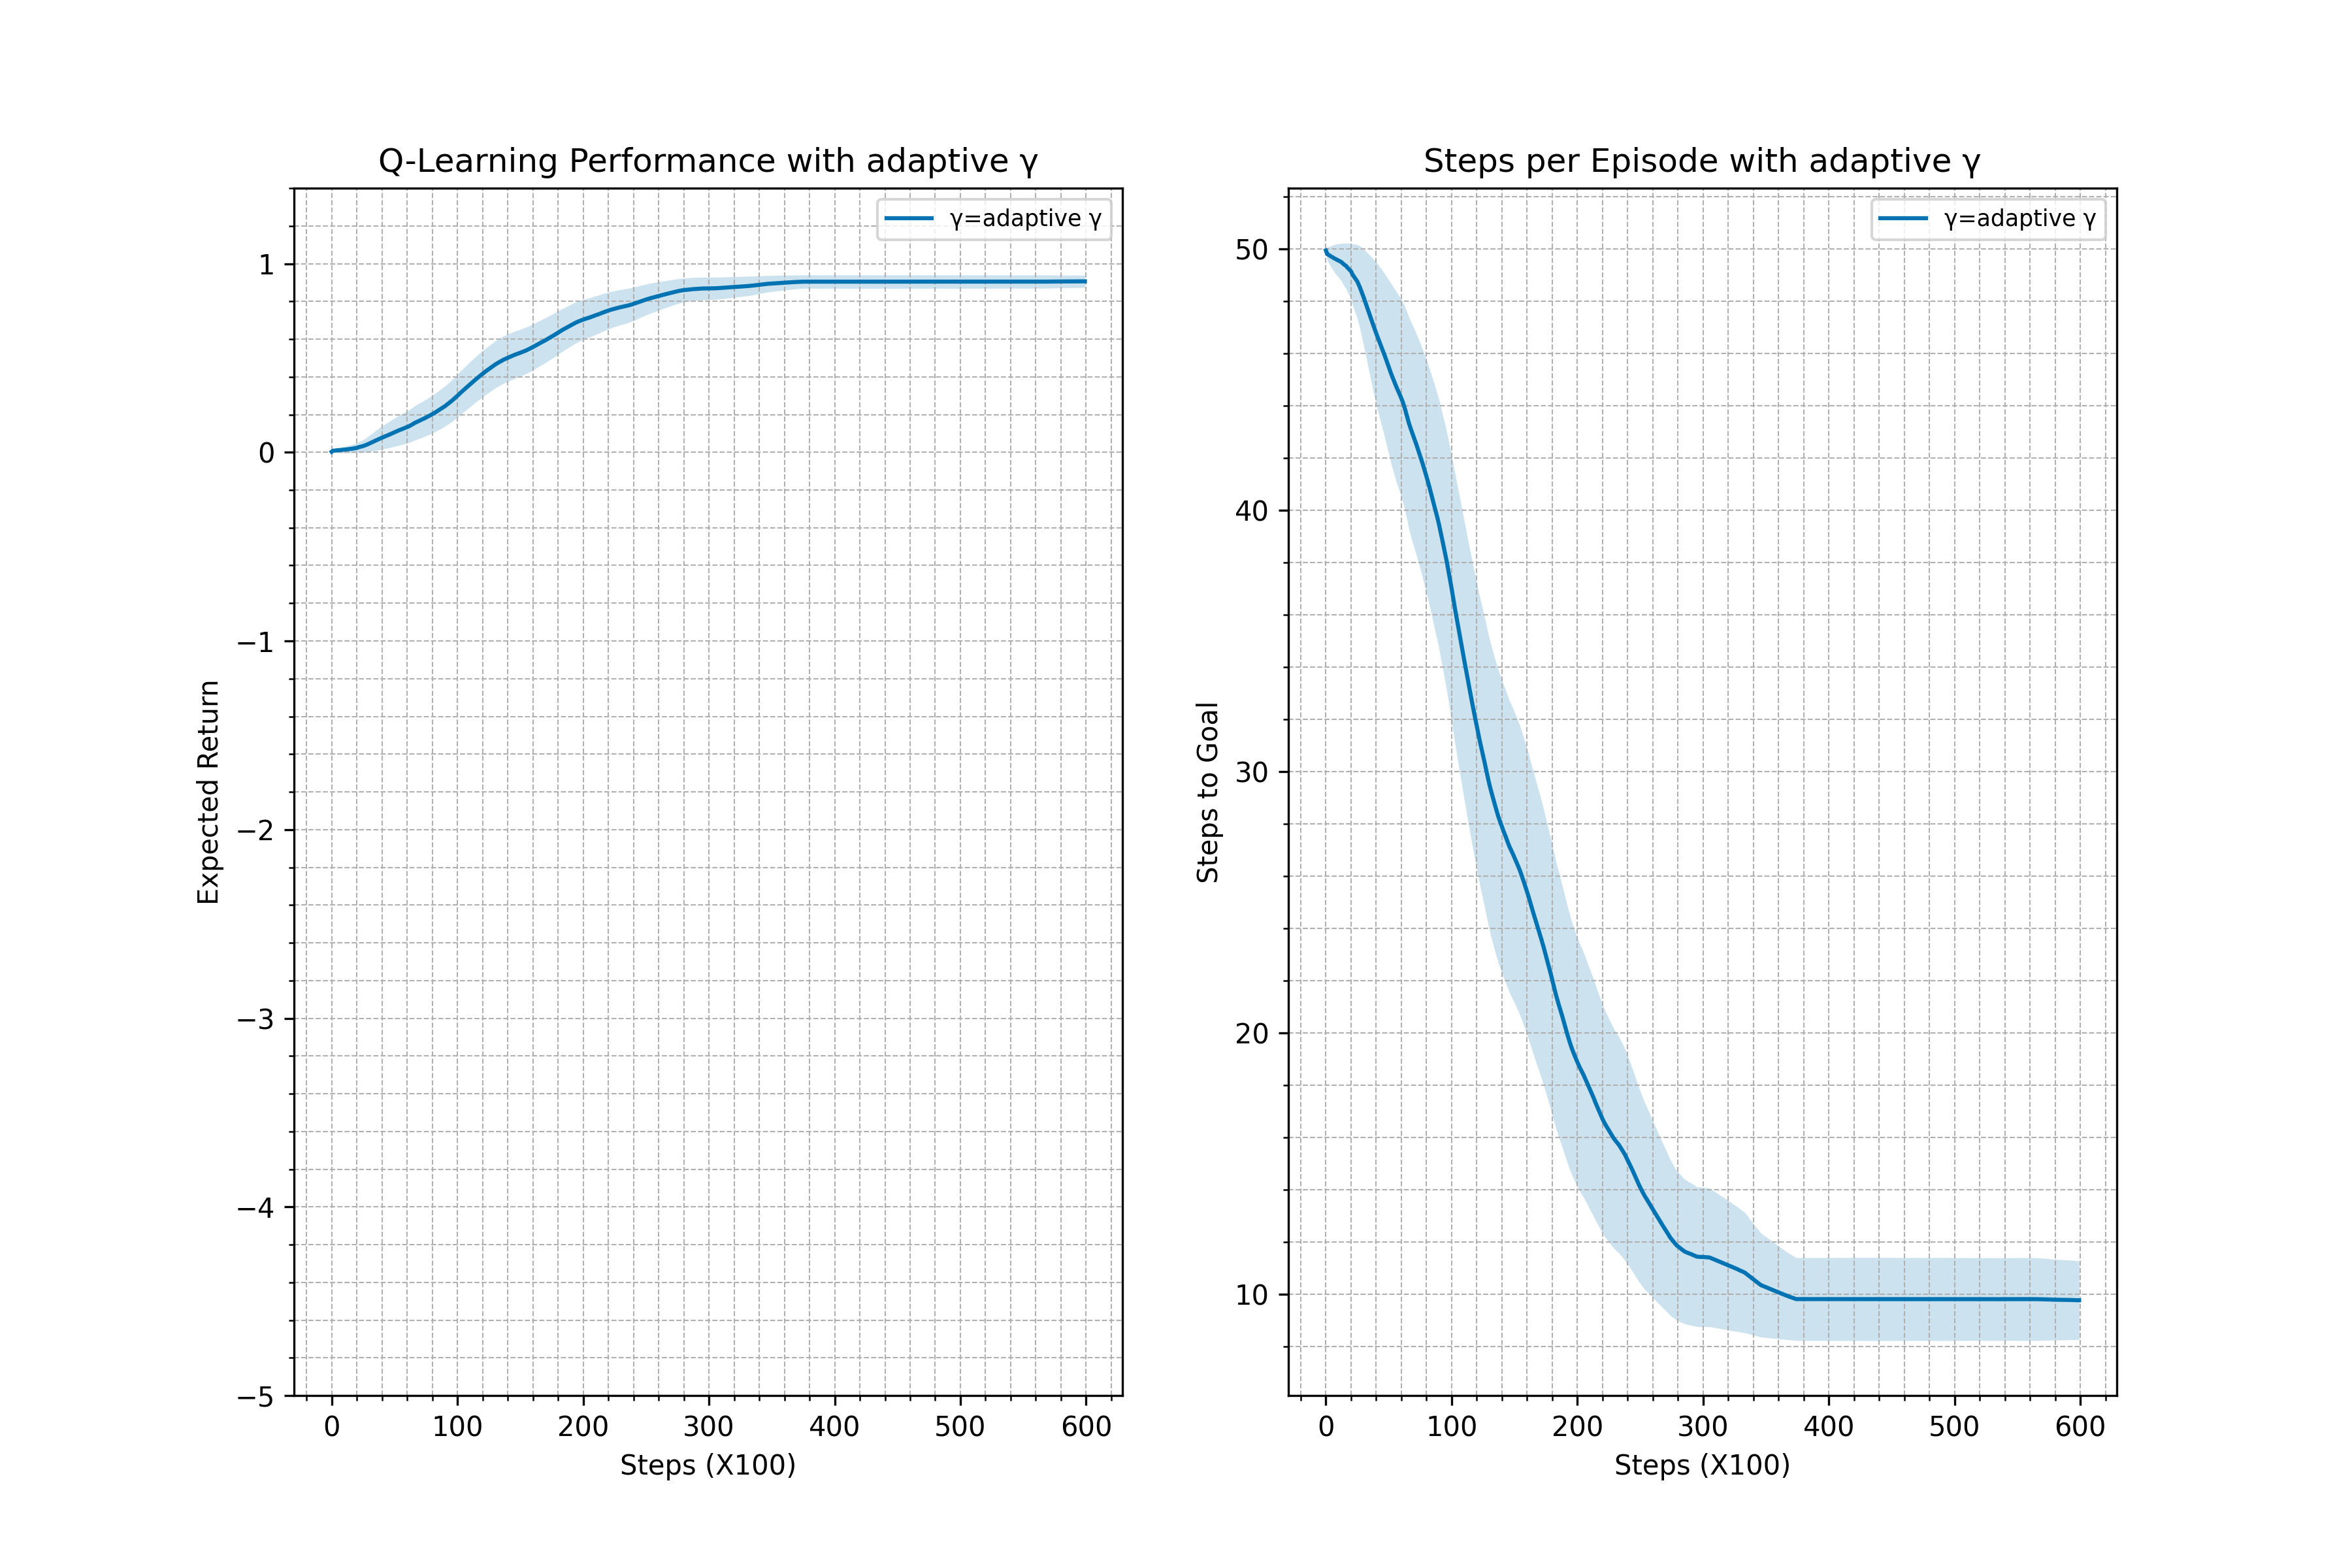 Q-Learning Performance with adaptive γ
γ=adaptive γ
1
0
−1
−2
−3
−4
−5
Expected Return
0 100 200 300 400 500 600
Steps (X100)
Steps per Episode with adaptive γ
γ=adaptive γ
50
40
30
20
10
Steps to Goal
0 100 200 300 400 500 600
Steps (X100)